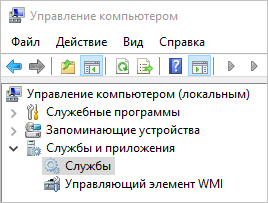 Управление компьютером
Файл Действие Вид Справка
Управление компьютером (локальным)
Служебные программы
Запоминающие устройства
Службы и приложения
Службы
Управляющий элемент WMI